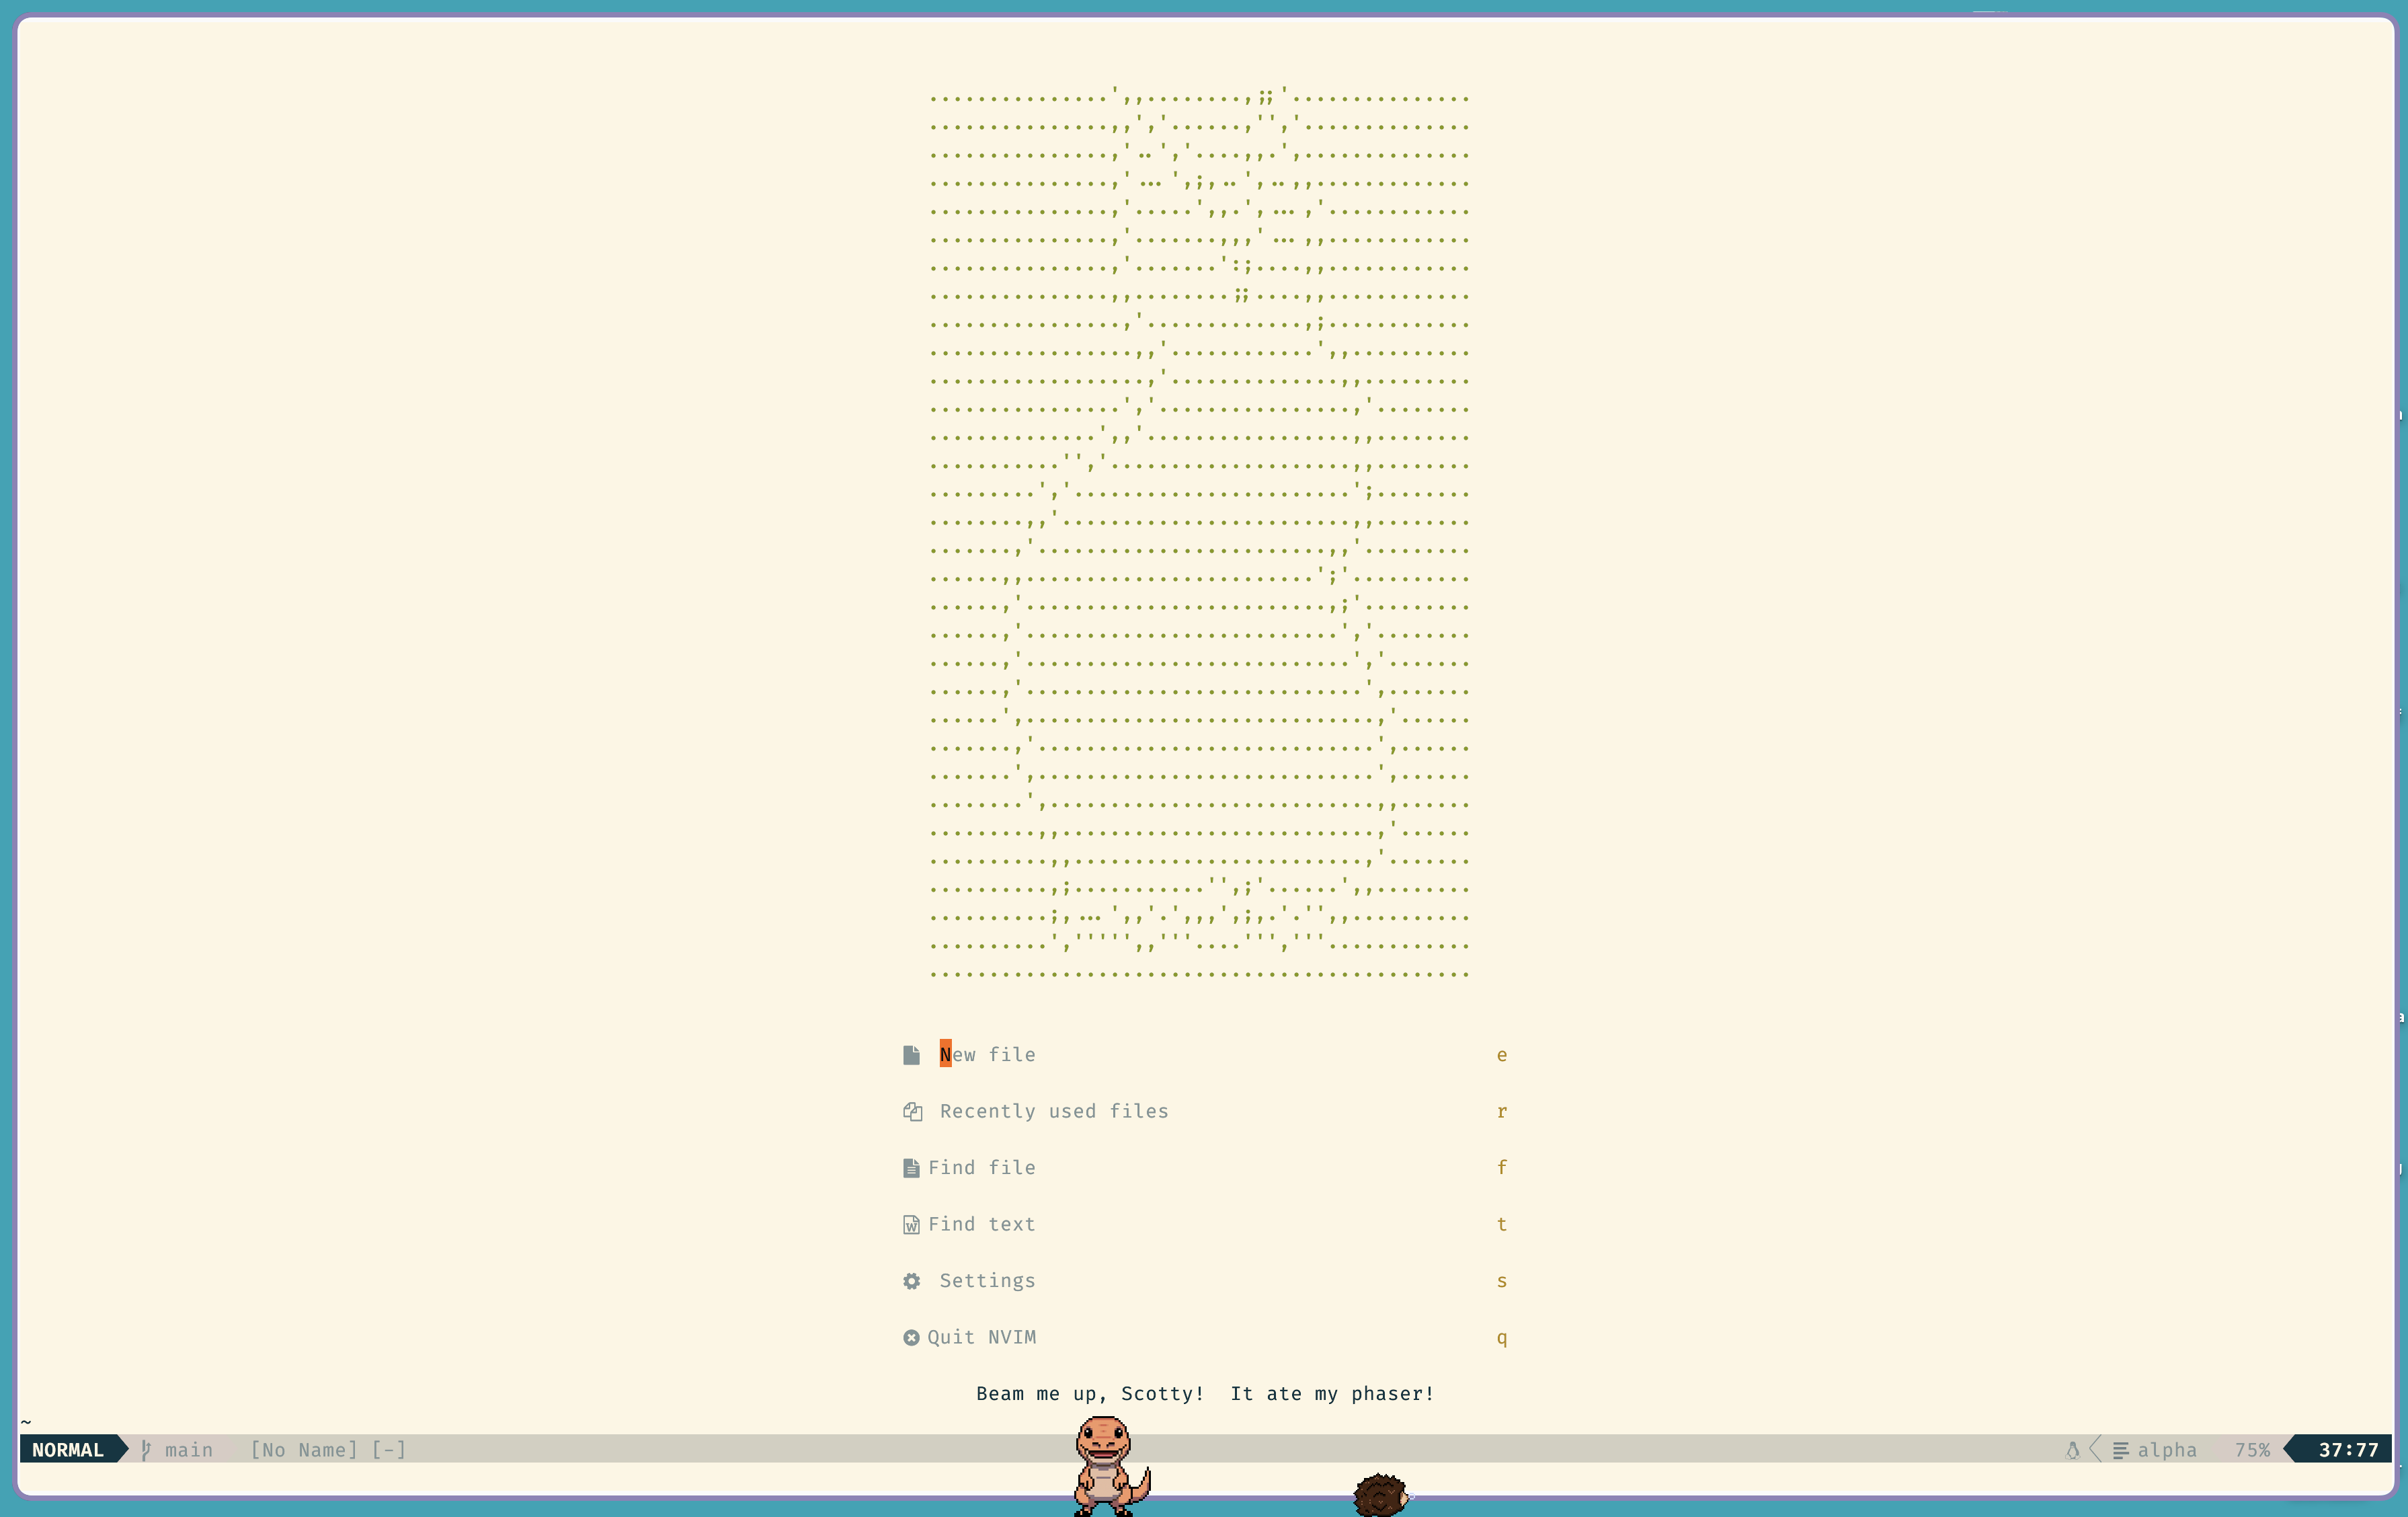 New file e
Recently used files r
Find file f
Find text t
Settings s
Quit NVIM q
Beam me up, Scotty!  It ate my phaser!
~
NORMAL main [No Name] [-] alpha 75% 37:77